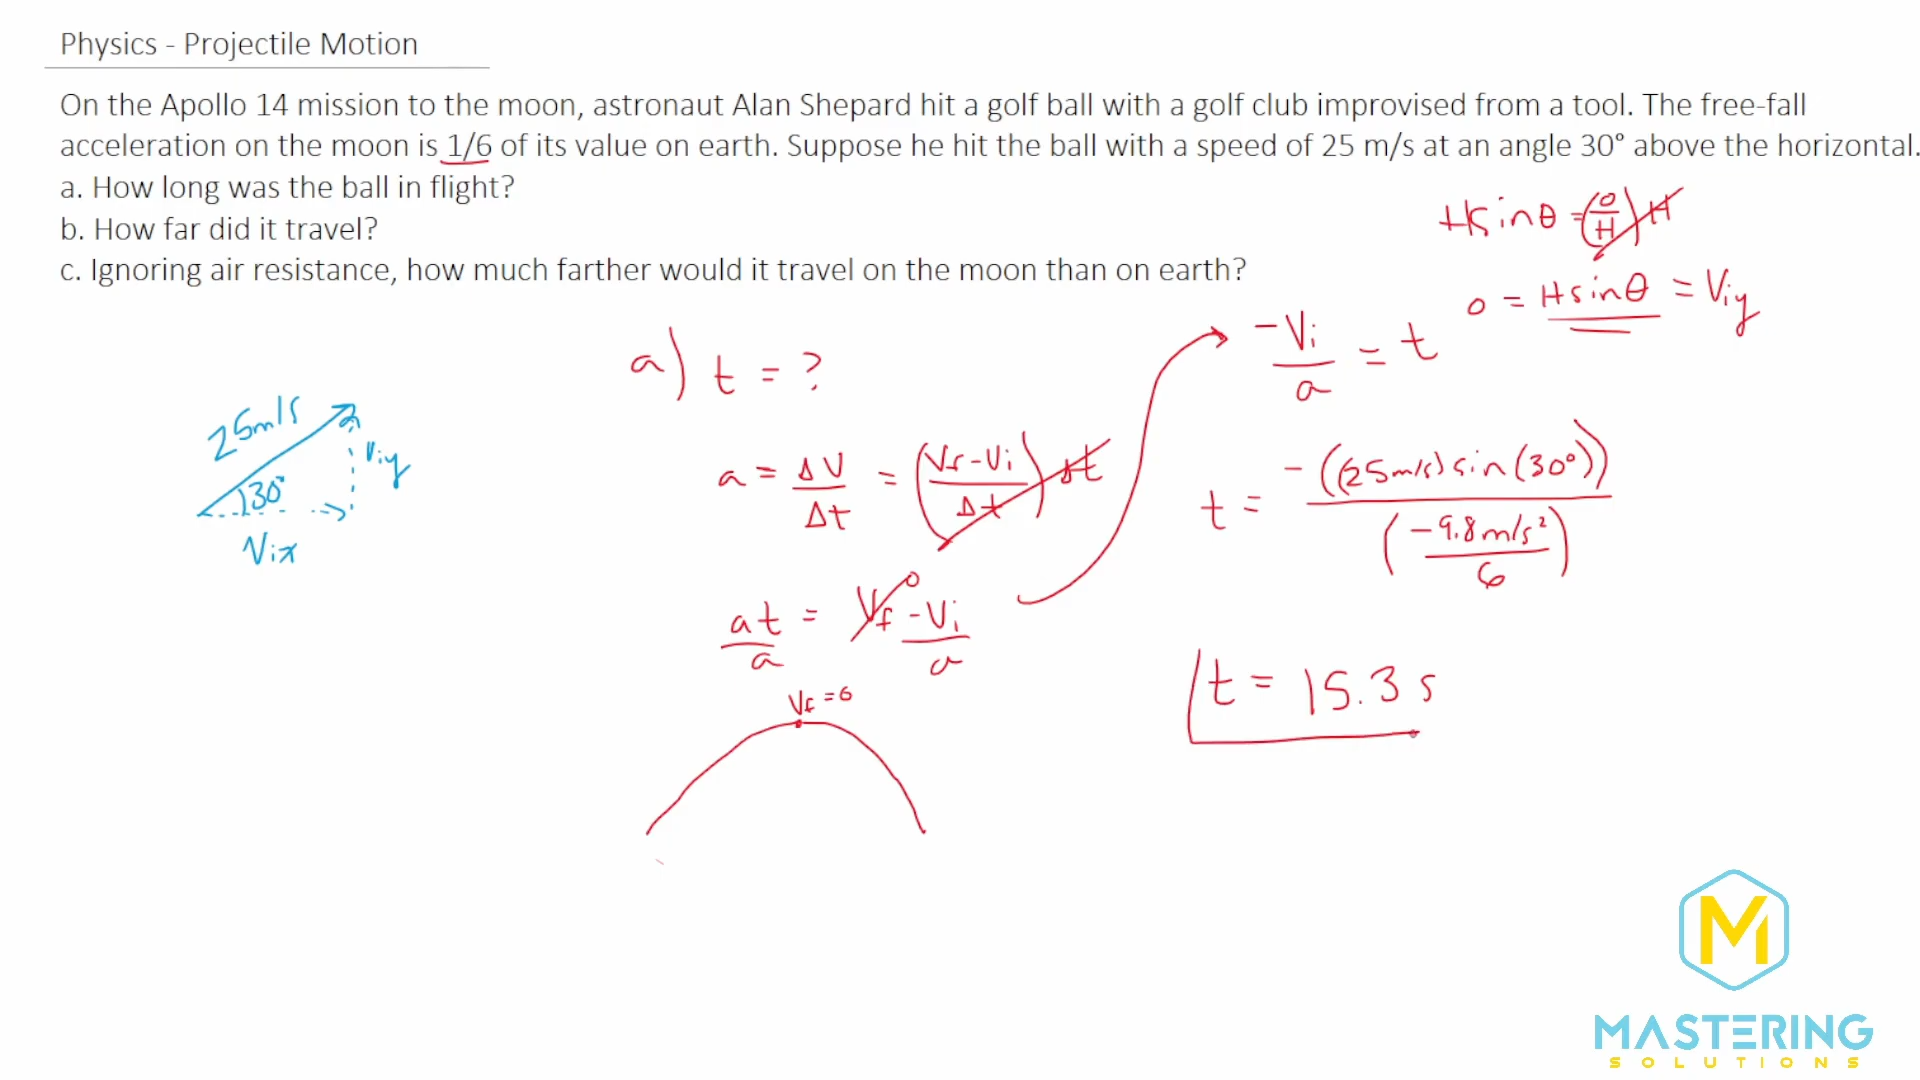 Physics - Projectile Motion
On the Apollo 14 mission to the moon, astronaut Alan Shepard hit a golf ball with a golf club improvised from a tool. The free-fall
acceleration on the moon is 1/6 of its value on earth. Suppose he hit the ball with a speed of 25 m/s at an angle 30° above the horizontal.
a. How long was the ball in flight?
b. How far did it travel?
c. Ignoring air resistance, how much farther would it travel on the moon than on earth?
H sinθ = (O/H) H
O = H sinθ = Viy
25m/s
30°
Viy
Vix
a) t = ?
a = ΔV/Δt = (Vf - Vi/Δt) Δt
at/a = Vf 0 - Vi/a
Vf = 0
-Vi/a = t
t = -((25m/s) sin(30°))/(-9.8m/s²/6)
t = 15.3 s
M
MASTERING
SOLUTIONS